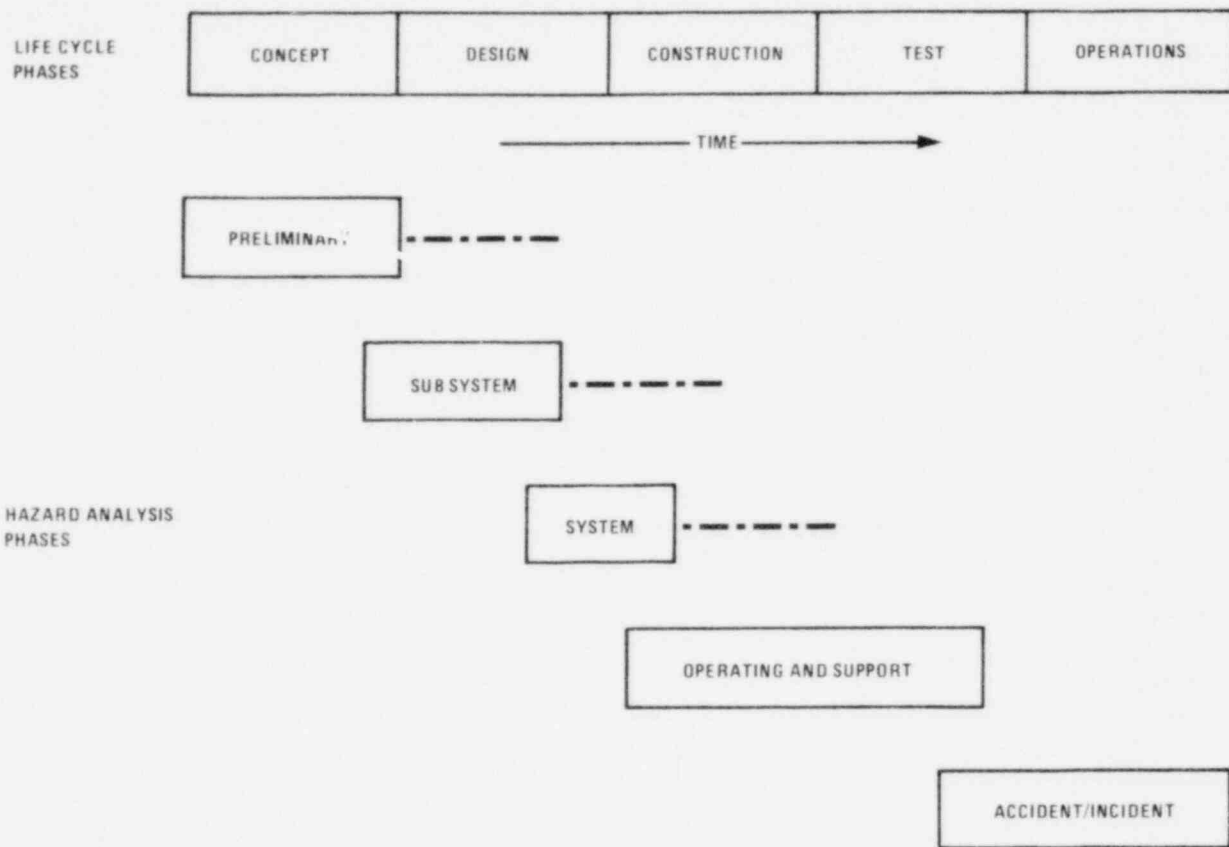 LIFE CYCLE
PHASES
CONCEPT
DESIGN
CONSTRUCTION
TEST
OPERATIONS
TIME
PRELIMINARY
SUB SYSTEM
HAZARD ANALYSIS
PHASES
SYSTEM
OPERATING AND SUPPORT
ACCIDENT/INCIDENT